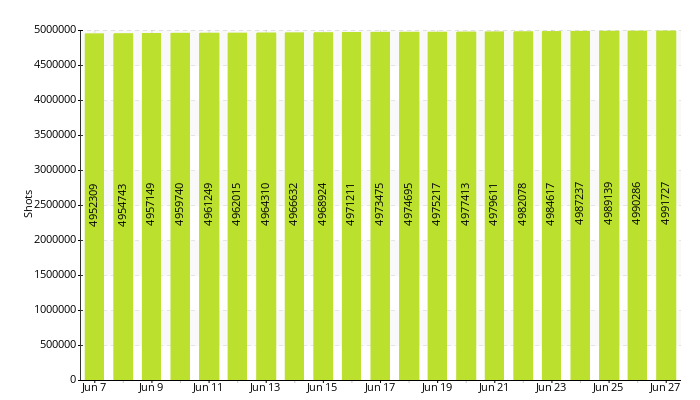 5000000
4500000
4000000
3500000
3000000
2500000
2000000
1500000
1000000
500000
0
Shots
4952309
4954743
4957149
4959740
4961249
4962015
4964310
4966632
4968924
4971211
4973475
4974695
4975217
4977413
4979611
4982078
4984617
4987237
4989139
4990286
4991727
Jun 7
Jun 9
Jun 11
Jun 13
Jun 15
Jun 17
Jun 19
Jun 21
Jun 23
Jun 25
Jun 27